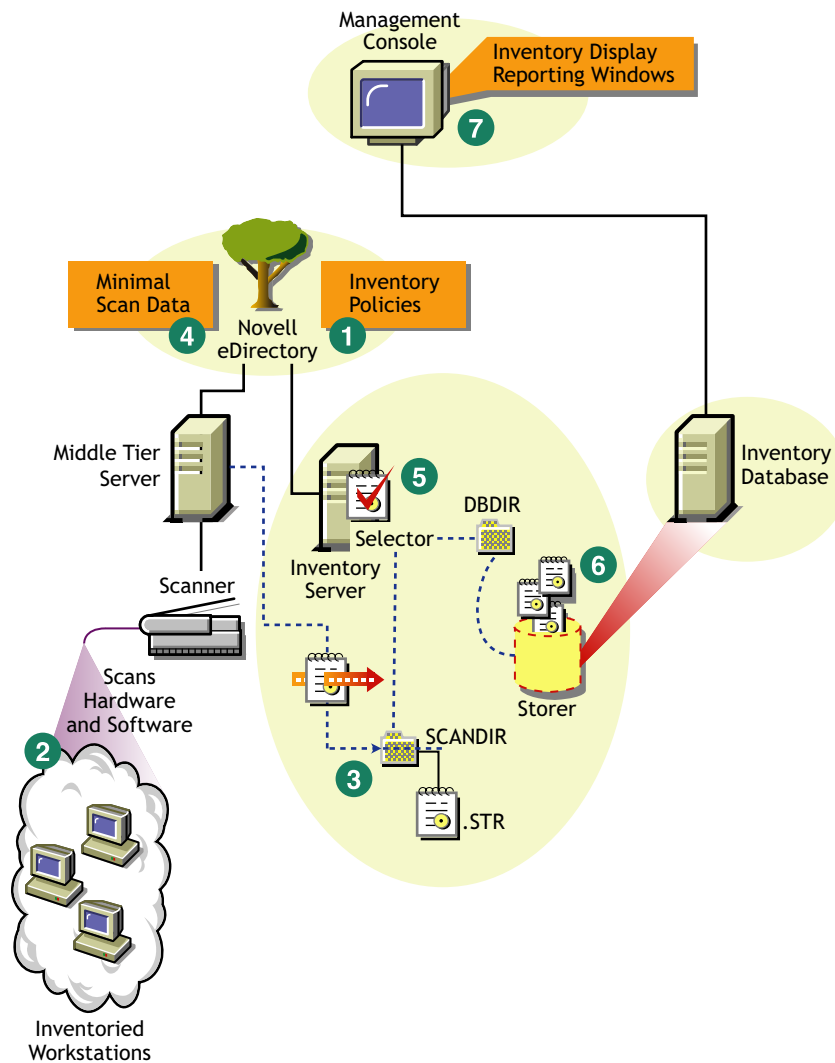 Management
Console
Inventory Display
Reporting Windows
7
Minimal
Scan Data
4
Novell
eDirectory
Inventory
Policies
1
Middle Tier
Server
5
Selector
Inventory
Server
DBDIR
6
Storer
Inventory
Database
Scanner
Scans
Hardware
and Software
2
SCANDIR
3
.STR
Inventoried
Workstations